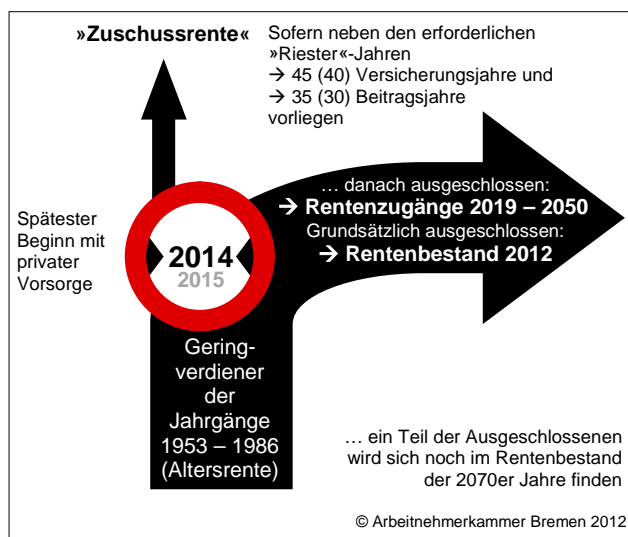 »Zuschussrente«
Sofern neben den erforderlichen
»Riester«-Jahren
→ 45 (40) Versicherungsjahre und
→ 35 (30) Beitragsjahre
vorliegen
… danach ausgeschlossen:
→ Rentenzugänge 2019 – 2050
Grundsätzlich ausgeschlossen:
→ Rentenbestand 2012
Spätester
Beginn mit
privater
Vorsorge
2014
2015
Gering-
verdiener
der
Jahrgänge
1953 – 1986
(Altersrente)
… ein Teil der Ausgeschlossenen
wird sich noch im Rentenbestand
der 2070er Jahre finden
© Arbeitnehmerkammer Bremen 2012